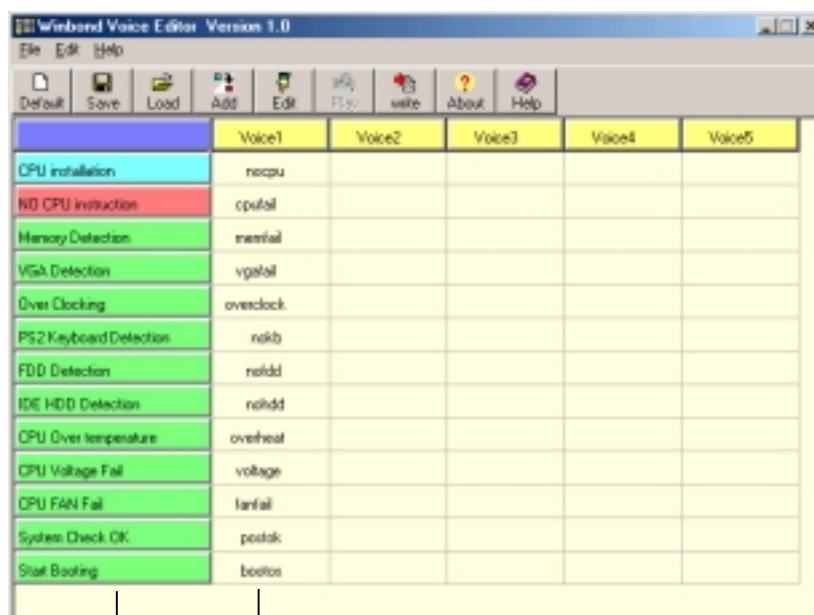 Winbond Voice Editor Version 1.0
File Edit Help
Default Save Load Add Edit Play write About Help
Voice1 Voice2 Voice3 Voice4 Voice5
CPU installation nocpu
NO CPU instruction cpufail
Memory Detection memfail
VGA Detection vgafail
Over Clocking overclock
PS2 Keyboard Detection nokb
FDD Detection nofdd
IDE HDD Detection nohdd
CPU Over temperature overheat
CPU Voltage Fail voltage
CPU FAN Fail fanfail
System Check OK postok
Start Booting bootos